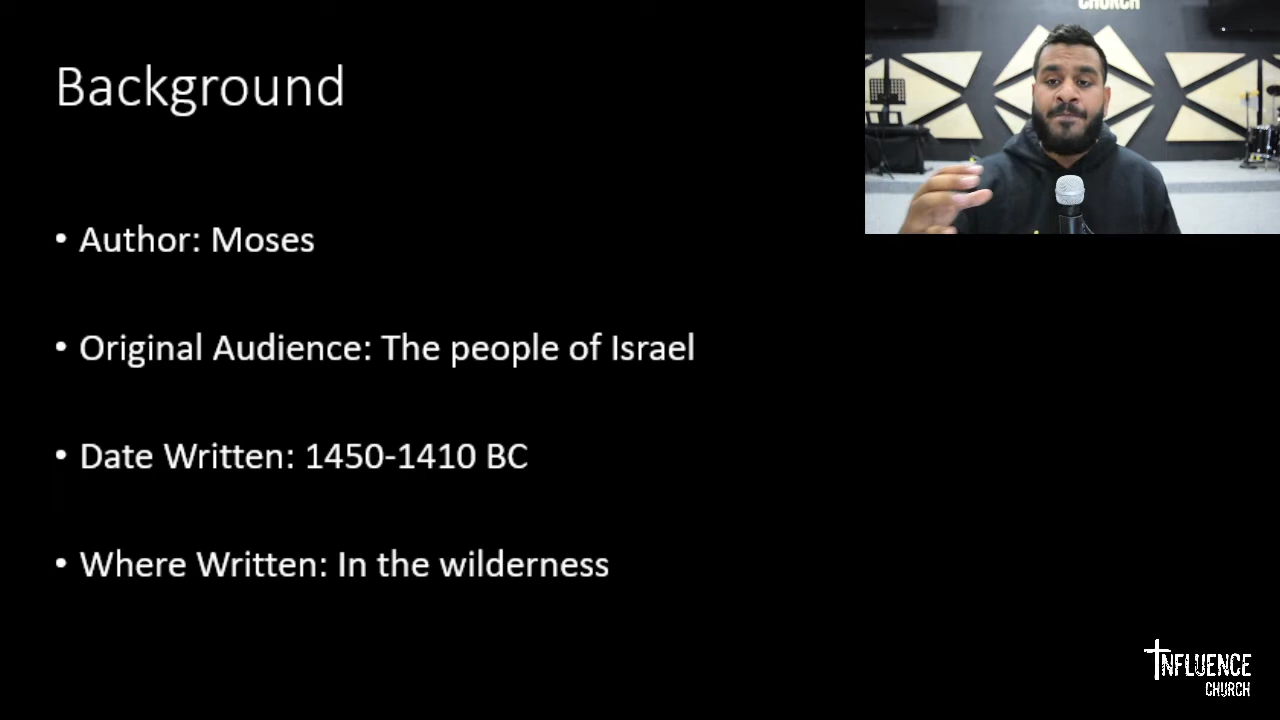 CHURCH
Background
• Author: Moses
• Original Audience: The people of Israel
• Date Written: 1450-1410 BC
• Where Written: In the wilderness
INFLUENCE
CHURCH